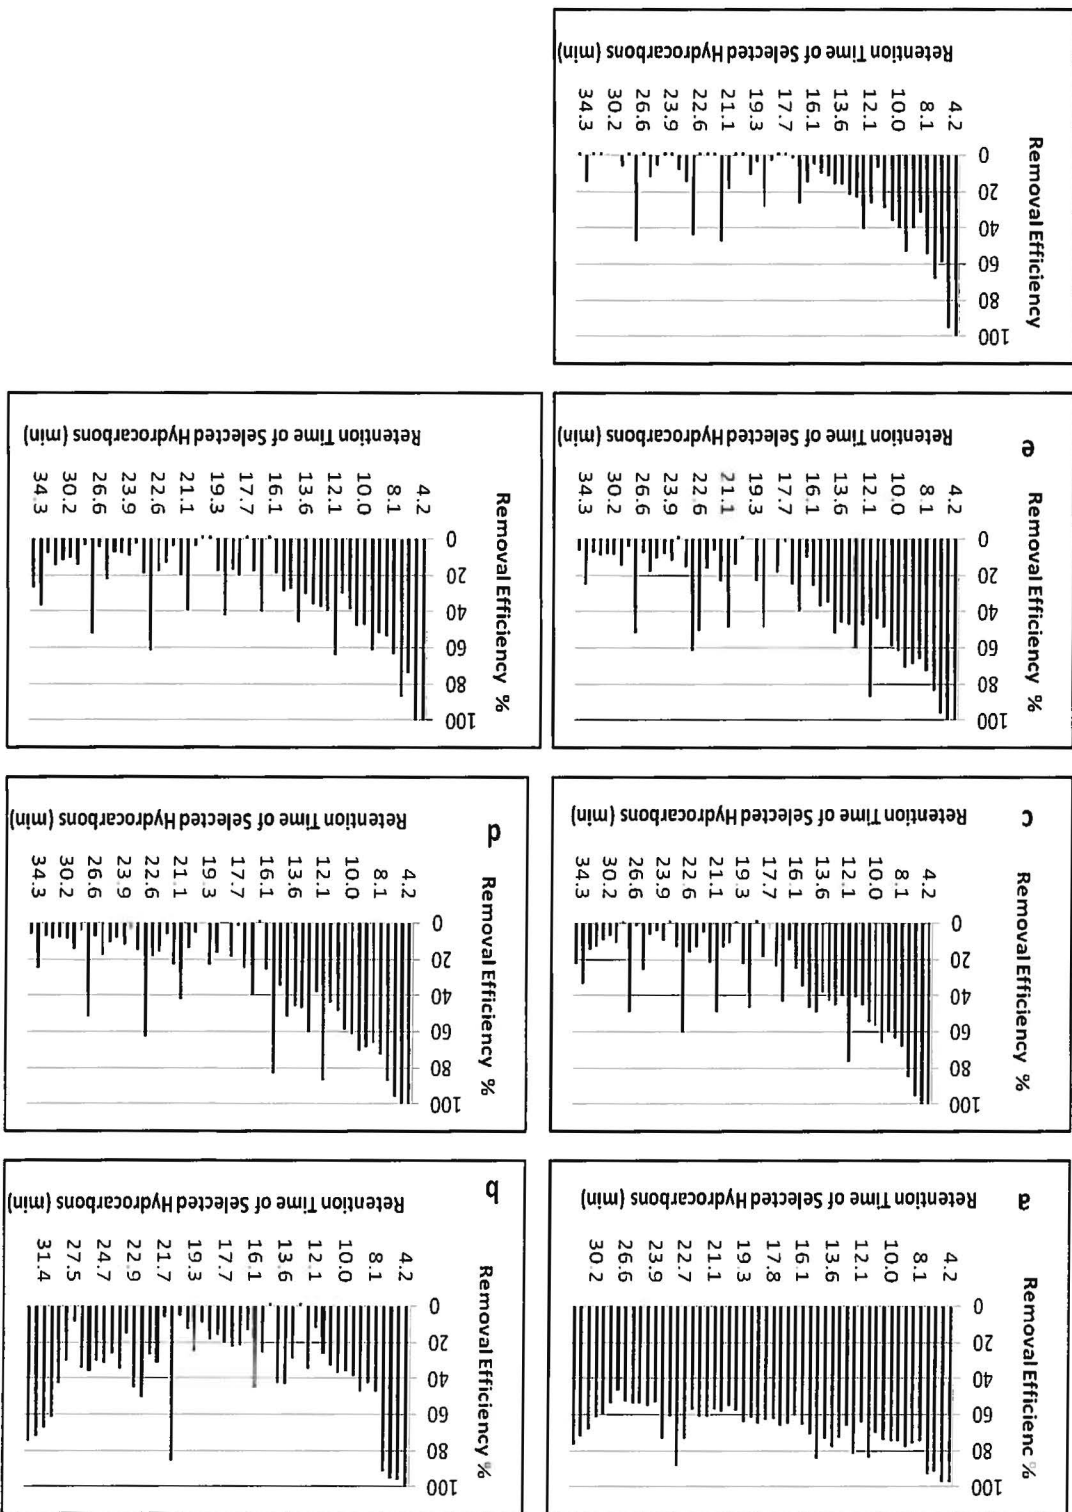 Removal Efficienc %
100
80
60
40
20
0
4.2 8.1 10.0 12.1 13.6 16.1 17.8 19.3 21.1 22.7 23.9 26.6 30.2
Retention Time of Selected Hydrocarbons (min)
a
Removal Efficiency %
100
80
60
40
20
0
4.2 8.1 10.0 12.1 13.6 16.1 17.7 19.3 21.7 22.9 24.7 27.5 31.4
Retention Time of Selected Hydrocarbons (min)
b
Removal Efficiency %
100
80
60
40
20
0
4.2 8.1 10.0 12.1 13.6 16.1 17.7 19.3 21.1 22.6 23.9 26.6 30.2 34.3
Retention Time of Selected Hydrocarbons (min)
c
Removal Efficiency %
100
80
60
40
20
0
4.2 8.1 10.0 12.1 13.6 16.1 17.7 19.3 21.1 22.6 23.9 26.6 30.2 34.3
Retention Time of Selected Hydrocarbons (min)
d
Removal Efficiency %
100
80
60
40
20
0
4.2 8.1 10.0 12.1 13.6 16.1 17.7 19.3 21.1 22.6 23.9 26.6 30.2 34.3
Retention Time of Selected Hydrocarbons (min)
e
Removal Efficiency %
100
80
60
40
20
0
4.2 8.1 10.0 12.1 13.6 16.1 17.7 19.3 21.1 22.6 23.9 26.6 30.2 34.3
Retention Time of Selected Hydrocarbons (min)
Removal Efficiency
100
80
60
40
20
0
4.2 8.1 10.0 12.1 13.6 16.1 17.7 19.3 21.1 22.6 23.9 26.6 30.2 34.3
Retention Time of Selected Hydrocarbons (min)